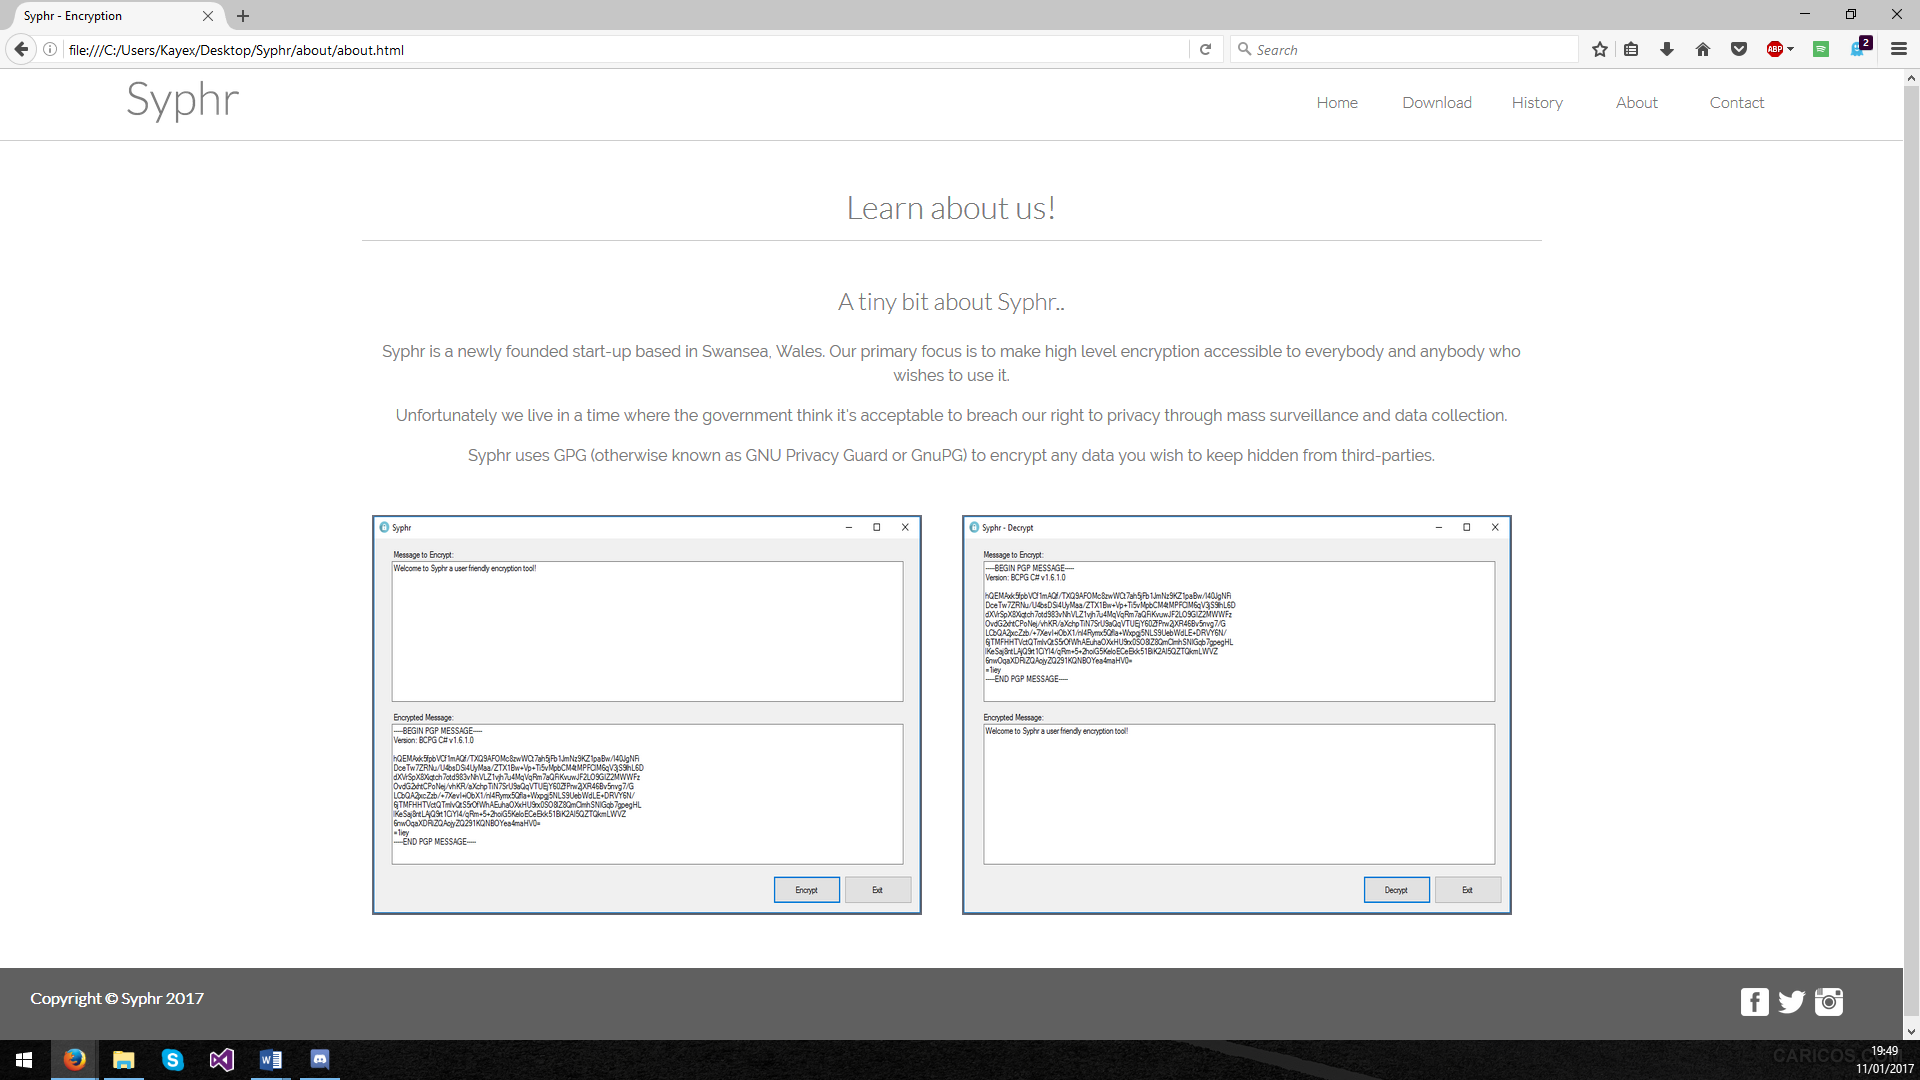 Syphr - Encryption
file:///C:/Users/Kayex/Desktop/Syphr/about/about.html
Search
ABP
2
Syphr
Home Download History About Contact
Learn about us!
A tiny bit about Syphr..
Syphr is a newly founded start-up based in Swansea, Wales. Our primary focus is to make high level encryption accessible to everybody and anybody who
wishes to use it.
Unfortunately we live in a time where the government think it's acceptable to breach our right to privacy through mass surveillance and data collection.
Syphr uses GPG (otherwise known as GNU Privacy Guard or GnuPG) to encrypt any data you wish to keep hidden from third-parties.
Syphr
Message to Encrypt:
Welcome to Syphr a user friendly encryption tool!
Encrypted Message:
-----BEGIN PGP MESSAGE-----
Version: BCPG C# v1.6.1.0
=1iey
-----END PGP MESSAGE-----
Encrypt Exit
Syphr - Decrypt
Message to Encrypt:
-----BEGIN PGP MESSAGE-----
Version: BCPG C# v1.6.1.0
=1iey
-----END PGP MESSAGE-----
Encrypted Message:
Welcome to Syphr a user friendly encryption tool!
Decrypt Exit
Copyright © Syphr 2017
CARICOS.COM
19:49
11/01/2017